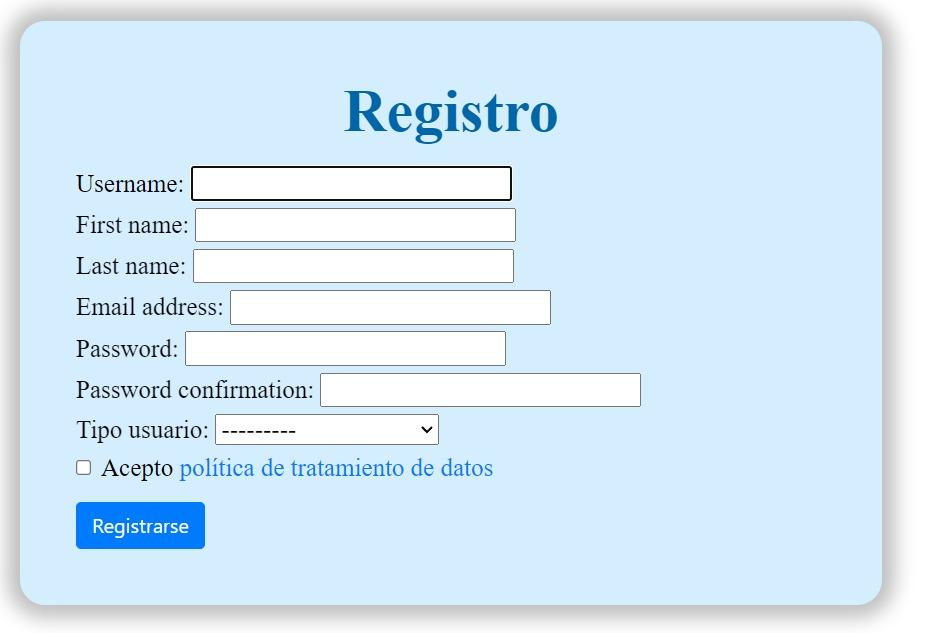 Registro
Username:
First name:
Last name:
Email address:
Password:
Password confirmation:
Tipo usuario: ---------
Acepto política de tratamiento de datos
Registrarse